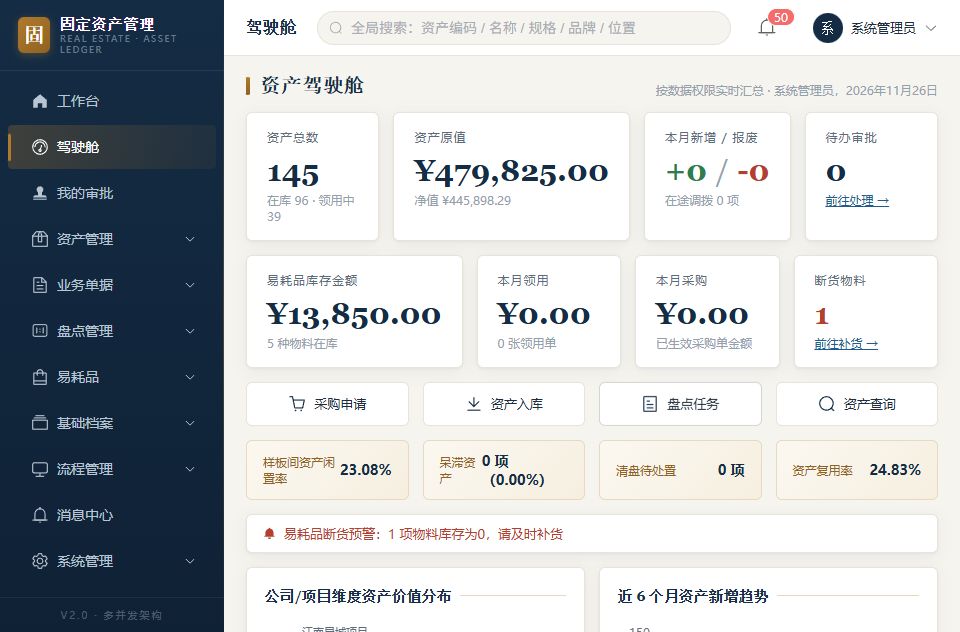 固
固定资产管理
REAL ESTATE · ASSET
LEDGER
驾驶舱
全局搜索：资产编码 / 名称 / 规格 / 品牌 / 位置
50
系
系统管理员
工作台
驾驶舱
我的审批
资产管理
业务单据
盘点管理
易耗品
基础档案
流程管理
消息中心
系统管理
V2.0 · 多并发架构
资产驾驶舱
按数据权限实时汇总 · 系统管理员，2026年11月26日
资产总数
145
在库 96 · 领用中
39
资产原值
¥479,825.00
净值 ¥445,898.29
本月新增 / 报废
+0 / -0
在途调拨 0 项
待办审批
0
前往处理 →
易耗品库存金额
¥13,850.00
5 种物料在库
本月领用
¥0.00
0 张领用单
本月采购
¥0.00
已生效采购单金额
断货物料
1
前往补货 →
采购申请
资产入库
盘点任务
资产查询
样板间资产闲
置率
23.08%
呆滞资
产
0 项
(0.00%)
清盘待处置
0 项
资产复用率
24.83%
易耗品断货预警：1 项物料库存为0，请及时补货
公司/项目维度资产价值分布
近 6 个月资产新增趋势
150